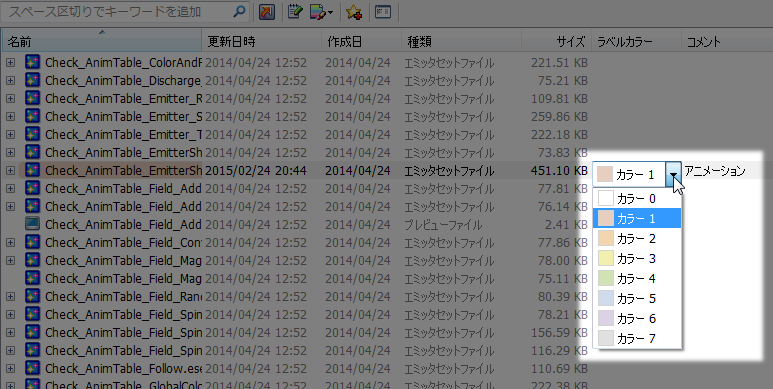 スペース区切りでキーワードを追加
名前 更新日時 作成日 種類 サイズ ラベルカラー コメント
Check_AnimTable_ColorAndF 2014/04/24 12:52 2014/04/24 エミッタセットファイル 221.51 KB
Check_AnimTable_Discharge_ 2014/04/24 12:52 2014/04/24 エミッタセットファイル 75.21 KB
Check_AnimTable_Emitter_R 2014/04/24 12:52 2014/04/24 エミッタセットファイル 109.81 KB
Check_AnimTable_Emitter_S 2014/04/24 12:52 2014/04/24 エミッタセットファイル 259.86 KB
Check_AnimTable_Emitter_T 2014/04/24 12:52 2014/04/24 エミッタセットファイル 222.18 KB
Check_AnimTable_EmitterSh 2014/04/24 12:52 2014/04/24 エミッタセットファイル 73.83 KB
Check_AnimTable_EmitterSh 2015/02/24 20:44 2014/04/24 エミッタセットファイル 451.10 KB カラー 1 アニメーション
Check_AnimTable_Field_Add 2014/04/24 12:52 2014/04/24 エミッタセットファイル 77.81 KB
カラー 0
Check_AnimTable_Field_Add 2014/04/24 12:52 2014/04/24 エミッタセットファイル 76.14 KB
カラー 1
Check_AnimTable_Field_Add 2014/04/24 12:52 2014/04/24 プレビューファイル 2.41 KB
カラー 2
Check_AnimTable_Field_Con 2014/04/24 12:52 2014/04/24 エミッタセットファイル 77.86 KB
カラー 3
Check_AnimTable_Field_Mag 2014/04/24 12:52 2014/04/24 エミッタセットファイル 78.00 KB
カラー 4
Check_AnimTable_Field_Mag 2014/04/24 12:52 2014/04/24 エミッタセットファイル 75.11 KB
カラー 5
Check_AnimTable_Field_Ran 2014/04/24 12:52 2014/04/24 エミッタセットファイル 80.39 KB
Check_AnimTable_Field_Spin 2014/04/24 12:52 2014/04/24 エミッタセットファイル 78.21 KB
カラー 6
Check_AnimTable_Field_Spin 2014/04/24 12:52 2014/04/24 エミッタセットファイル 156.59 KB
カラー 7
Check_AnimTable_Field_Spin 2014/04/24 12:52 2014/04/24 エミッタセットファイル 116.29 KB
Check_AnimTable_Follow.ese 2014/04/24 12:52 2014/04/24 エミッタセットファイル 110.69 KB
Check_AnimTable_GlobalColo 2014/04/24 12:52 2014/04/24 エミッタセットファイル 222.38 KB